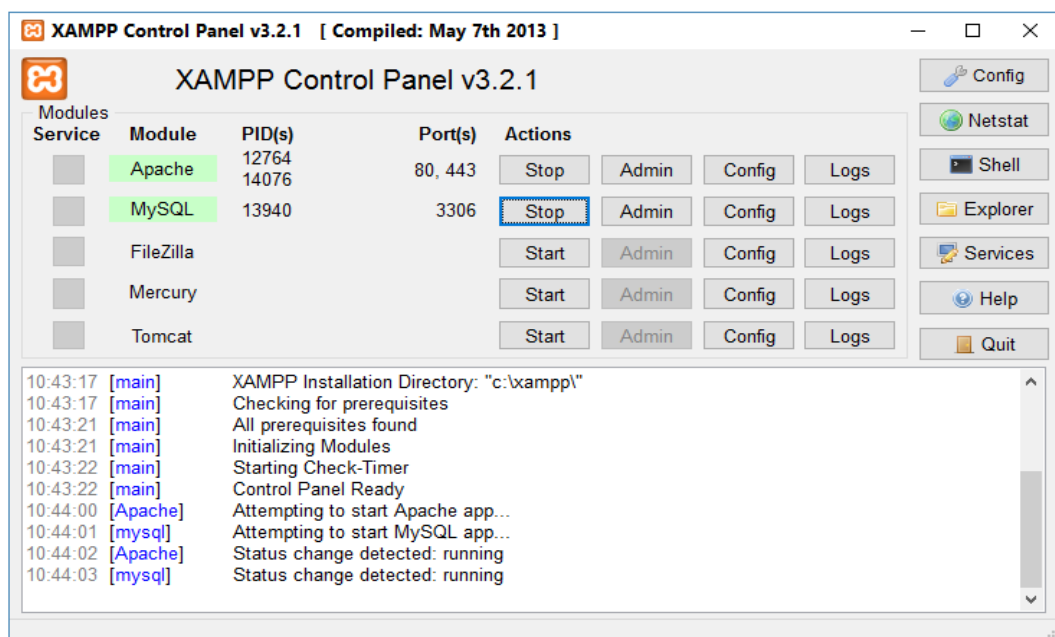 XAMPP Control Panel v3.2.1 [ Compiled: May 7th 2013 ]
XAMPP Control Panel v3.2.1
Config
Netstat
Shell
Explorer
Services
Help
Quit
Modules
Service Module PID(s) Port(s) Actions
Apache 12764 14076 80, 443 Stop Admin Config Logs
MySQL 13940 3306 Stop Admin Config Logs
FileZilla Start Admin Config Logs
Mercury Start Admin Config Logs
Tomcat Start Admin Config Logs
10:43:17 [main] XAMPP Installation Directory: "c:\xampp\"
10:43:17 [main] Checking for prerequisites
10:43:21 [main] All prerequisites found
10:43:21 [main] Initializing Modules
10:43:22 [main] Starting Check-Timer
10:43:22 [main] Control Panel Ready
10:44:00 [Apache] Attempting to start Apache app...
10:44:01 [mysql] Attempting to start MySQL app...
10:44:02 [Apache] Status change detected: running
10:44:03 [mysql] Status change detected: running